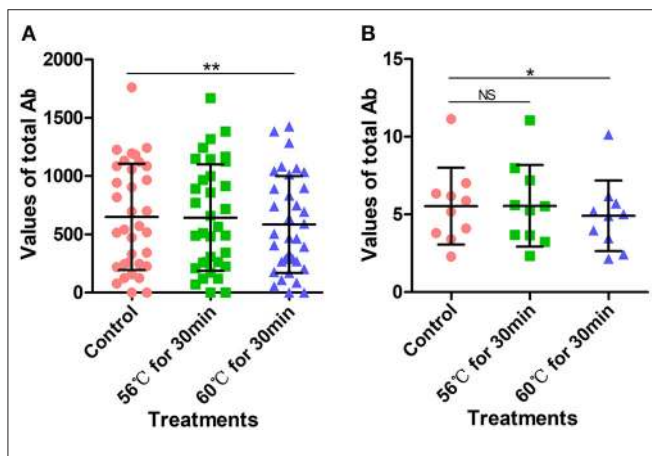 A
Values of total Ab
2000
1500
1000
500
0
**
Control
56℃ for 30min
60℃ for 30min
Treatments
B
Values of total Ab
15
10
5
0
*
NS
Control
56℃ for 30min
60℃ for 30min
Treatments